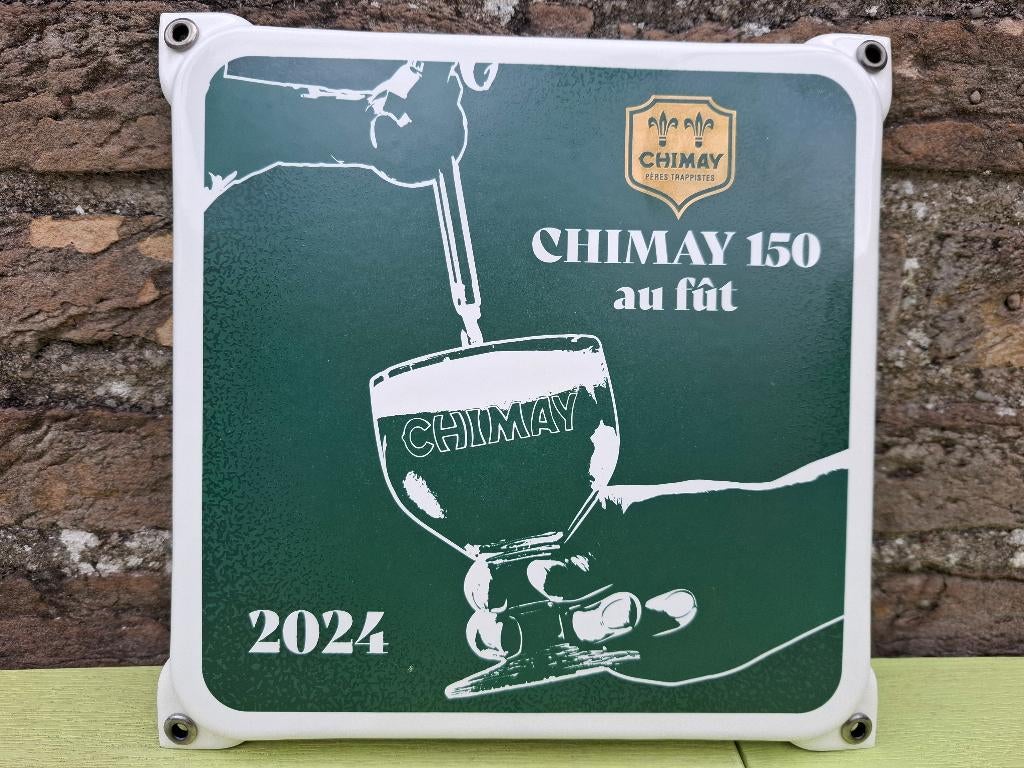 CHIMAY
PÈRES TRAPPISTES
CHIMAY 150
au fût
CHIMAY
2024